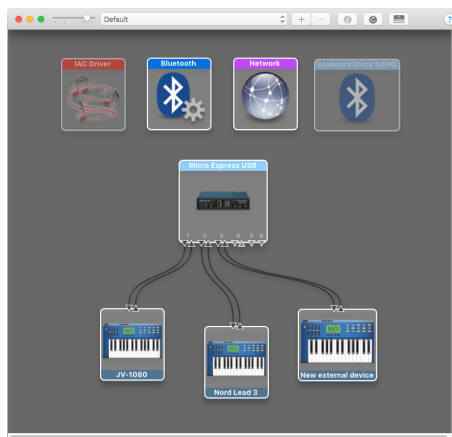 Default
IAC Driver
Bluetooth
Network
Seaboard Block 5XHQ
Micro Express USB
1 2 3 4 5 6
JV-1080
Nord Lead 3
New external device